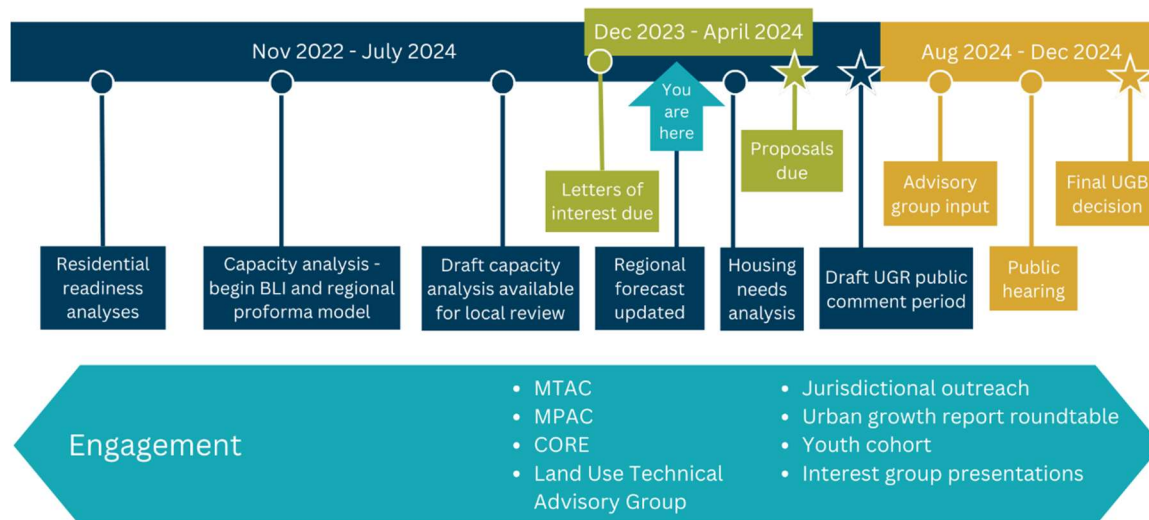 Nov 2022 - July 2024
Dec 2023 - April 2024
Aug 2024 - Dec 2024
You
are
here
Letters of
interest due
Proposals
due
Advisory
group input
Final UGB
decision
Residential
readiness
analyses
Capacity analysis -
begin BLI and regional
proforma model
Draft capacity
analysis available
for local review
Regional
forecast
updated
Housing
needs
analysis
Draft UGR public
comment period
Public
hearing
Engagement
• MTAC
• MPAC
• CORE
• Land Use Technical
Advisory Group
• Jurisdictional outreach
• Urban growth report roundtable
• Youth cohort
• Interest group presentations